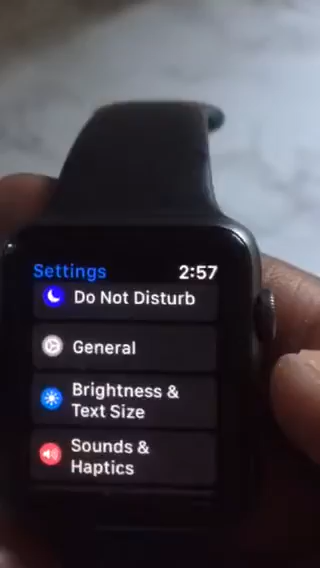 Settings 2:57
Do Not Disturb
General
Brightness &
Text Size
Sounds &
Haptics